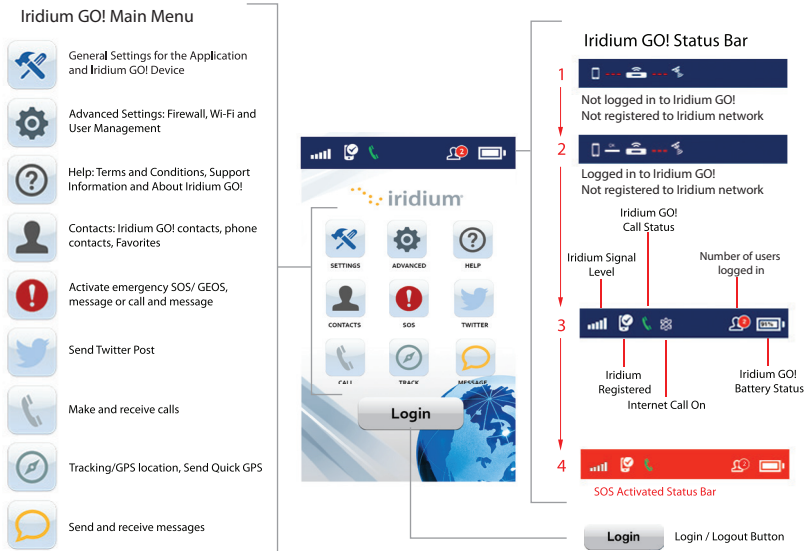 Iridium GO! Main Menu
General Settings for the Application
and Iridium GO! Device
Advanced Settings: Firewall, Wi-Fi and
User Management
Help: Terms and Conditions, Support
Information and About Iridium GO!
Contacts: Iridium GO! contacts, phone
contacts, Favorites
Activate emergency SOS/ GEOS,
message or call and message
Send Twitter Post
Make and receive calls
Tracking/GPS location, Send Quick GPS
Send and receive messages
2
iridium
SETTINGS ADVANCED HELP
CONTACTS SOS TWITTER
CALL TRACK MESSAGE
Login
Iridium GO! Status Bar
1
Not logged in to Iridium GO!
Not registered to Iridium network
2
Logged in to Iridium GO!
Not registered to Iridium network
Iridium GO!
Call Status
Iridium Signal
Level
Number of users
logged in
3
2
91%
Iridium
Registered
Internet Call On
Iridium GO!
Battery Status
4
2
SOS Activated Status Bar
Login Login / Logout Button